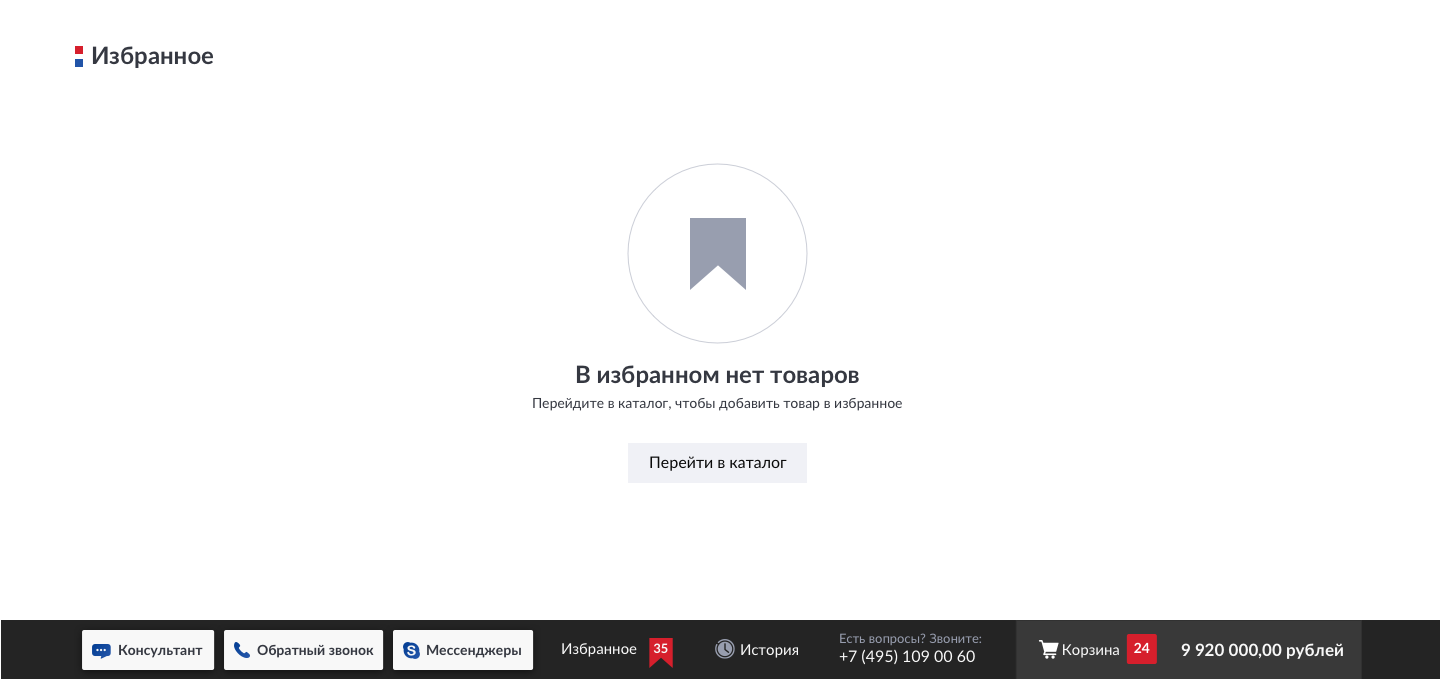 Избранное
В избранном нет товаров
Перейдите в каталог, чтобы добавить товар в избранное
Перейти в каталог
Консультант
Обратный звонок
Мессенджеры
Избранное 35
История
Есть вопросы? Звоните:
+7 (495) 109 00 60
Корзина 24
9 920 000,00 рублей